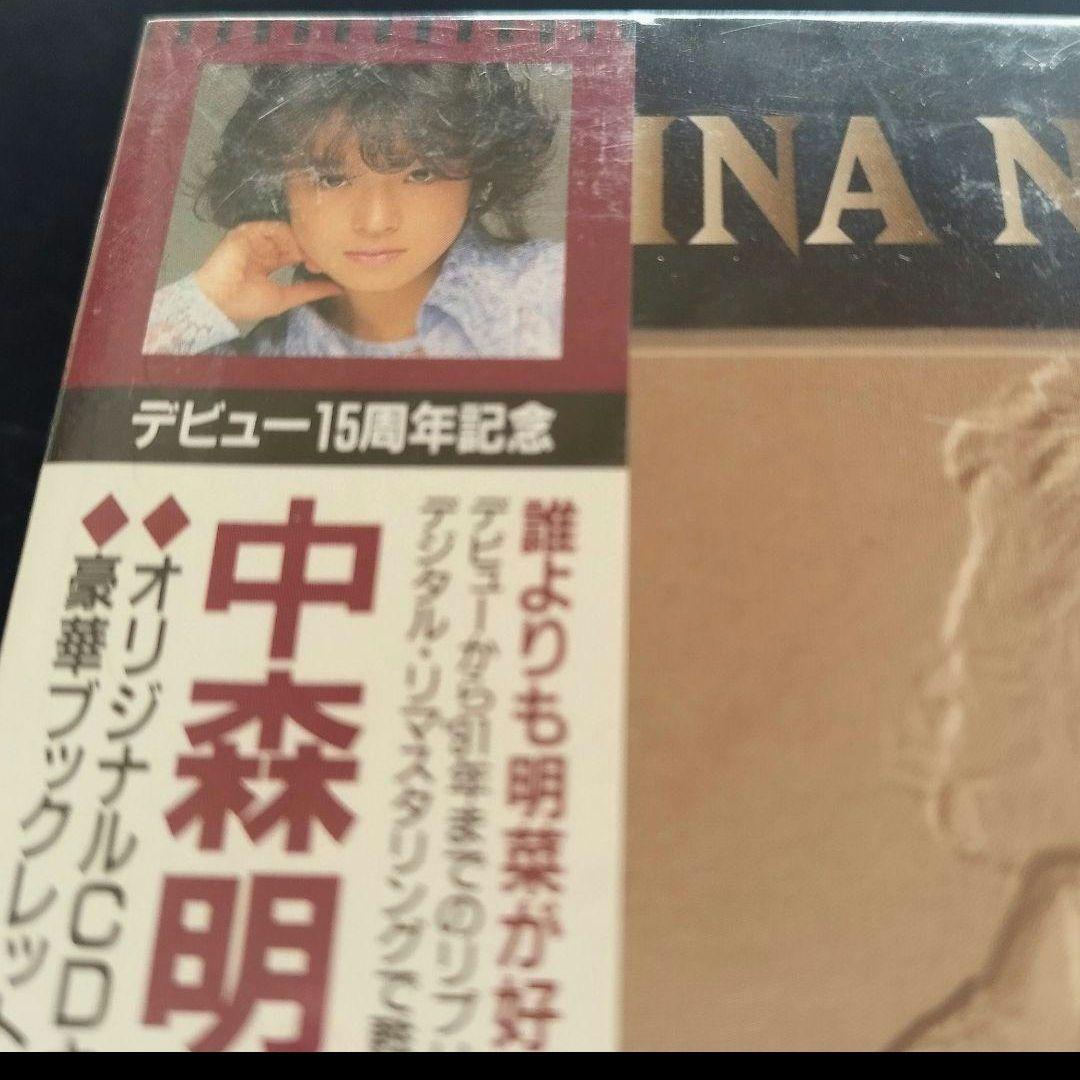 INA N
デビュー15周年記念
誰よりも明菜が好
デビューから91年までのリプ
デジタル・リマスタリングで
中森明
◆オリジナルCD
◆豪華ブックレット